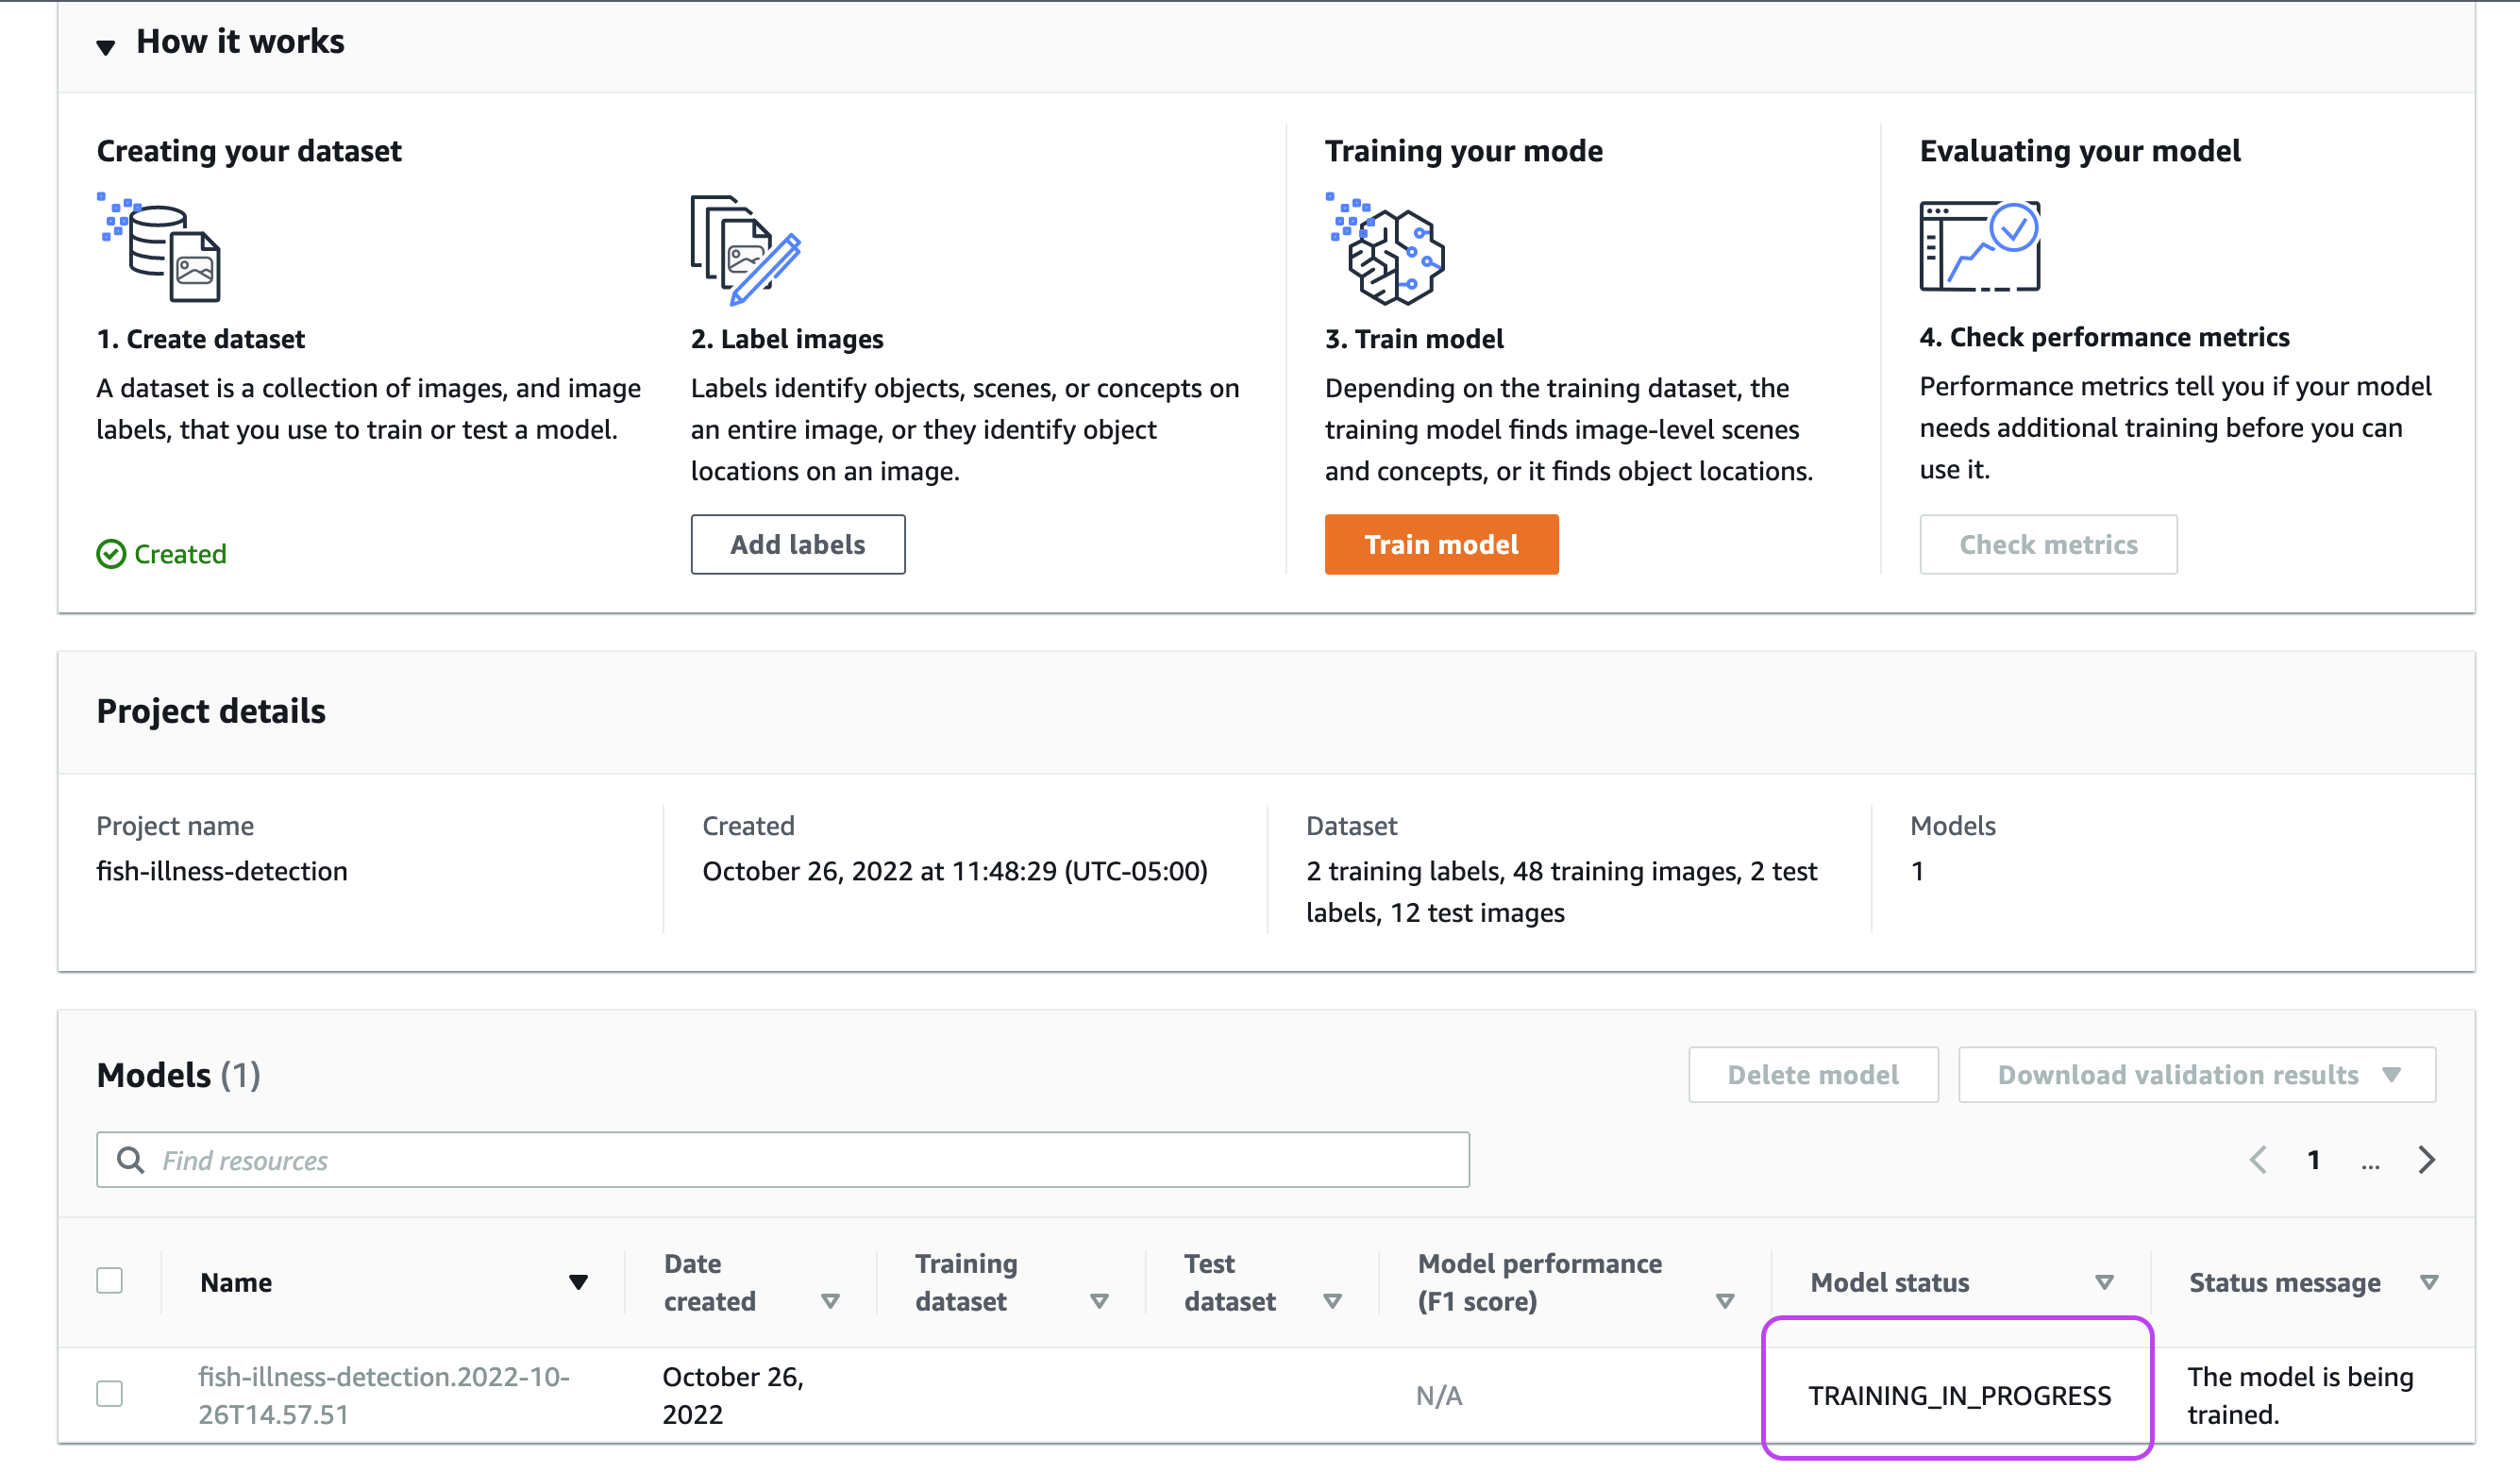 How it works
Creating your dataset
1. Create dataset
A dataset is a collection of images, and image
labels, that you use to train or test a model.
Created
2. Label images
Labels identify objects, scenes, or concepts on
an entire image, or they identify object
locations on an image.
Add labels
Training your mode
3. Train model
Depending on the training dataset, the
training model finds image-level scenes
and concepts, or it finds object locations.
Train model
Evaluating your model
4. Check performance metrics
Performance metrics tell you if your model
needs additional training before you can
use it.
Check metrics
Project details
Project name
fish-illness-detection
Created
October 26, 2022 at 11:48:29 (UTC-05:00)
Dataset
2 training labels, 48 training images, 2 test
labels, 12 test images
Models
1
Models (1)
Delete model
Download validation results
Find resources
1 ...
Name
Date
created
Training
dataset
Test
dataset
Model performance
(F1 score)
Model status
Status message
fish-illness-detection.2022-10-
26T14.57.51
October 26,
2022
N/A
TRAINING_IN_PROGRESS
The model is being
trained.